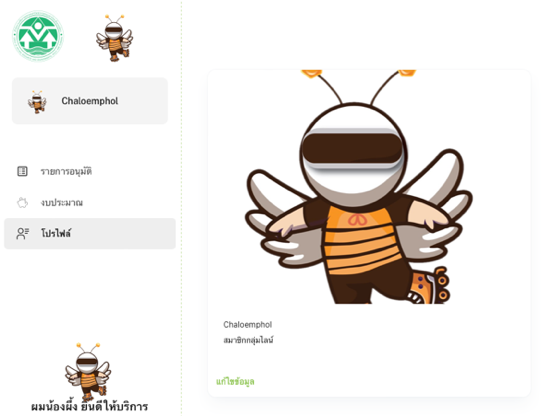 Chaloemphol
รายการอนุมัติ
งบประมาณ
โปรไฟล์
ผมน้องผึ้ง ยินดีให้บริการ
Chaloemphol
สมาชิกกลุ่มไลน์
แก้ไขข้อมูล